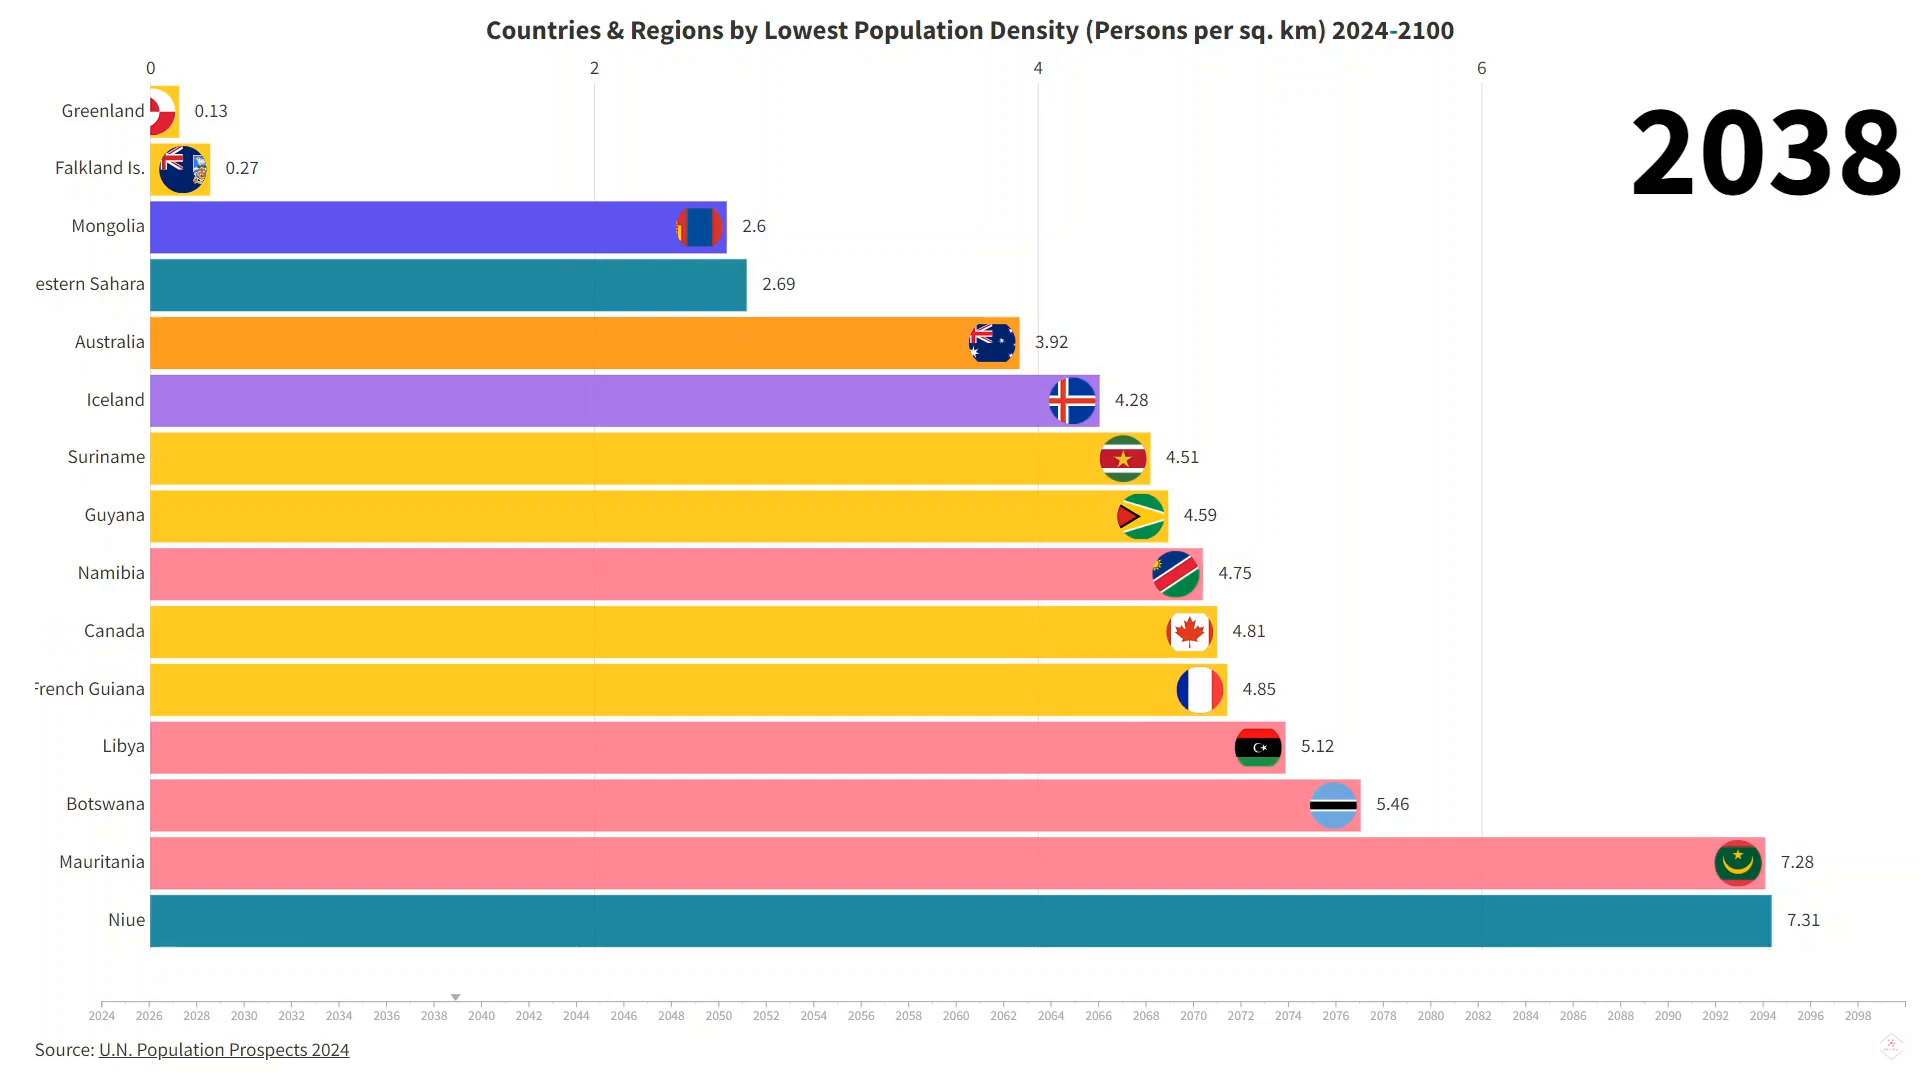 Countries & Regions by Lowest Population Density (Persons per sq. km) 2024-2100
0 2 4 6
2038
Greenland 0.13
Falkland Is. 0.27
Mongolia 2.6
estern Sahara 2.69
Australia 3.92
Iceland 4.28
Suriname 4.51
Guyana 4.59
Namibia 4.75
Canada 4.81
French Guiana 4.85
Libya 5.12
Botswana 5.46
Mauritania 7.28
Niue 7.31
2024 2026 2028 2030 2032 2034 2036 2038 2040 2042 2044 2046 2048 2050 2052 2054 2056 2058 2060 2062 2064 2066 2068 2070 2072 2074 2076 2078 2080 2082 2084 2086 2088 2090 2092 2094 2096 2098
Source: U.N. Population Prospects 2024